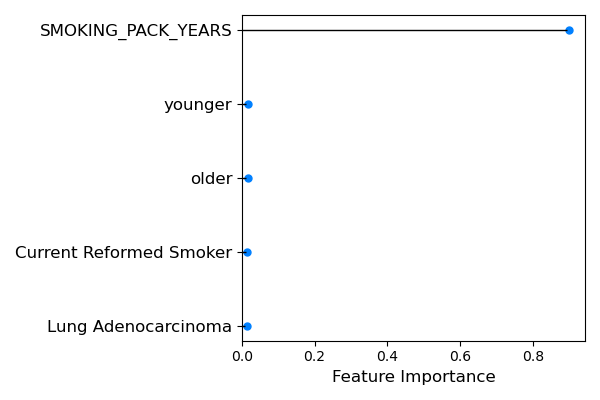 SMOKING_PACK_YEARS
younger
older
Current Reformed Smoker
Lung Adenocarcinoma
0.0 0.2 0.4 0.6 0.8
Feature Importance